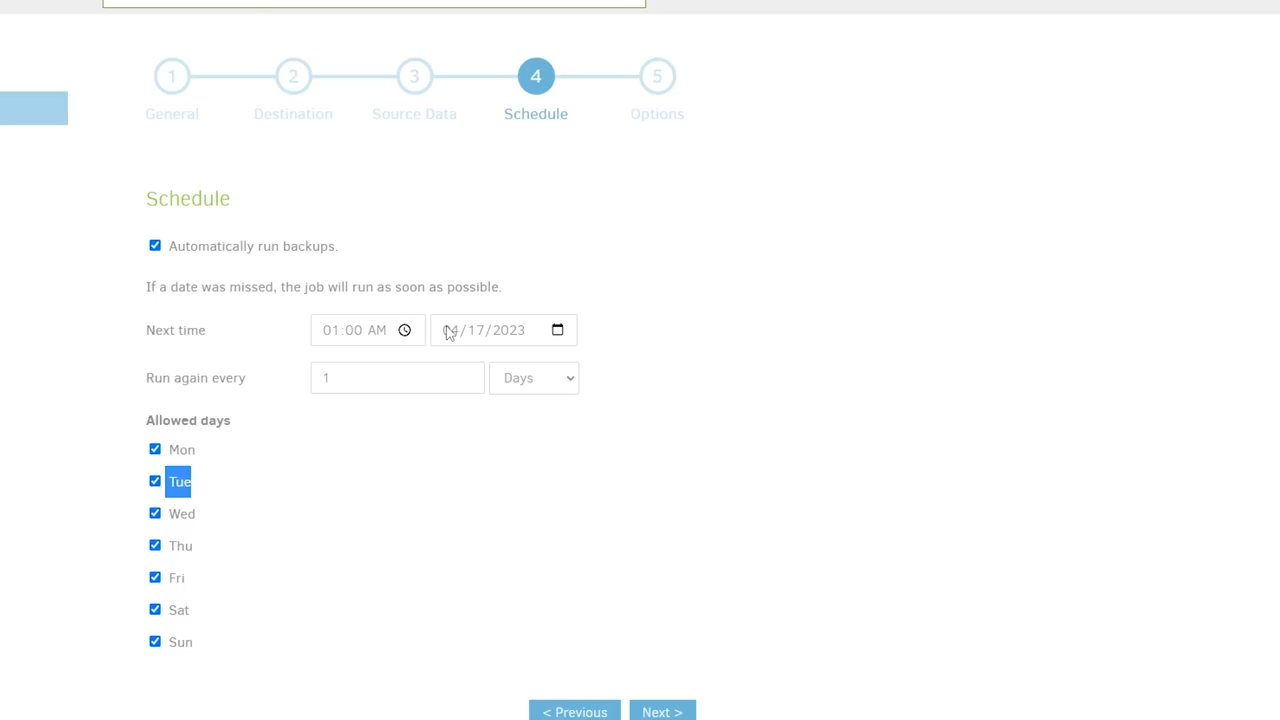 1 2 3 4 5
General Destination Source Data Schedule Options
Schedule
Automatically run backups.
If a date was missed, the job will run as soon as possible.
Next time 01:00 AM 04/17/2023
Run again every 1 Days
Allowed days
Mon
Tue
Wed
Thu
Fri
Sat
Sun
< Previous Next >